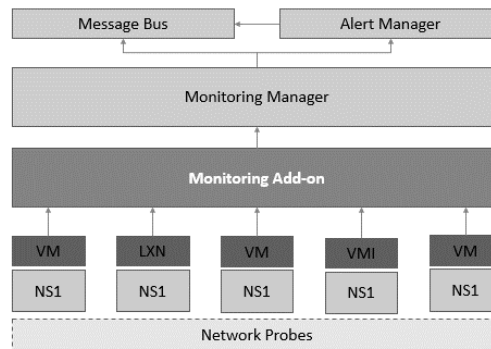 Message Bus
Alert Manager
Monitoring Manager
Monitoring Add-on
VM LXN VM VMI VM
NS1 NS1 NS1 NS1 NS1
Network Probes